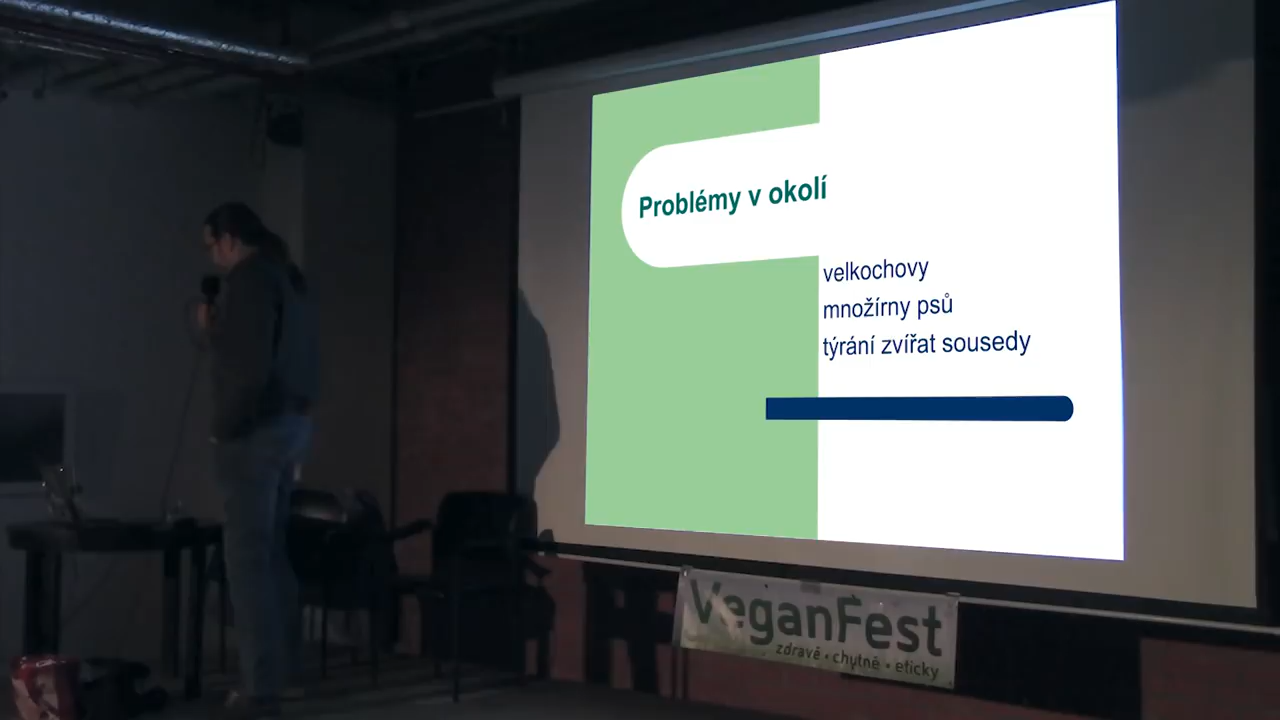 Problémy v okolí
velkochovy
množírny psů
týrání zvířat sousedy
VeganFest
zdravě • chytně • eticky